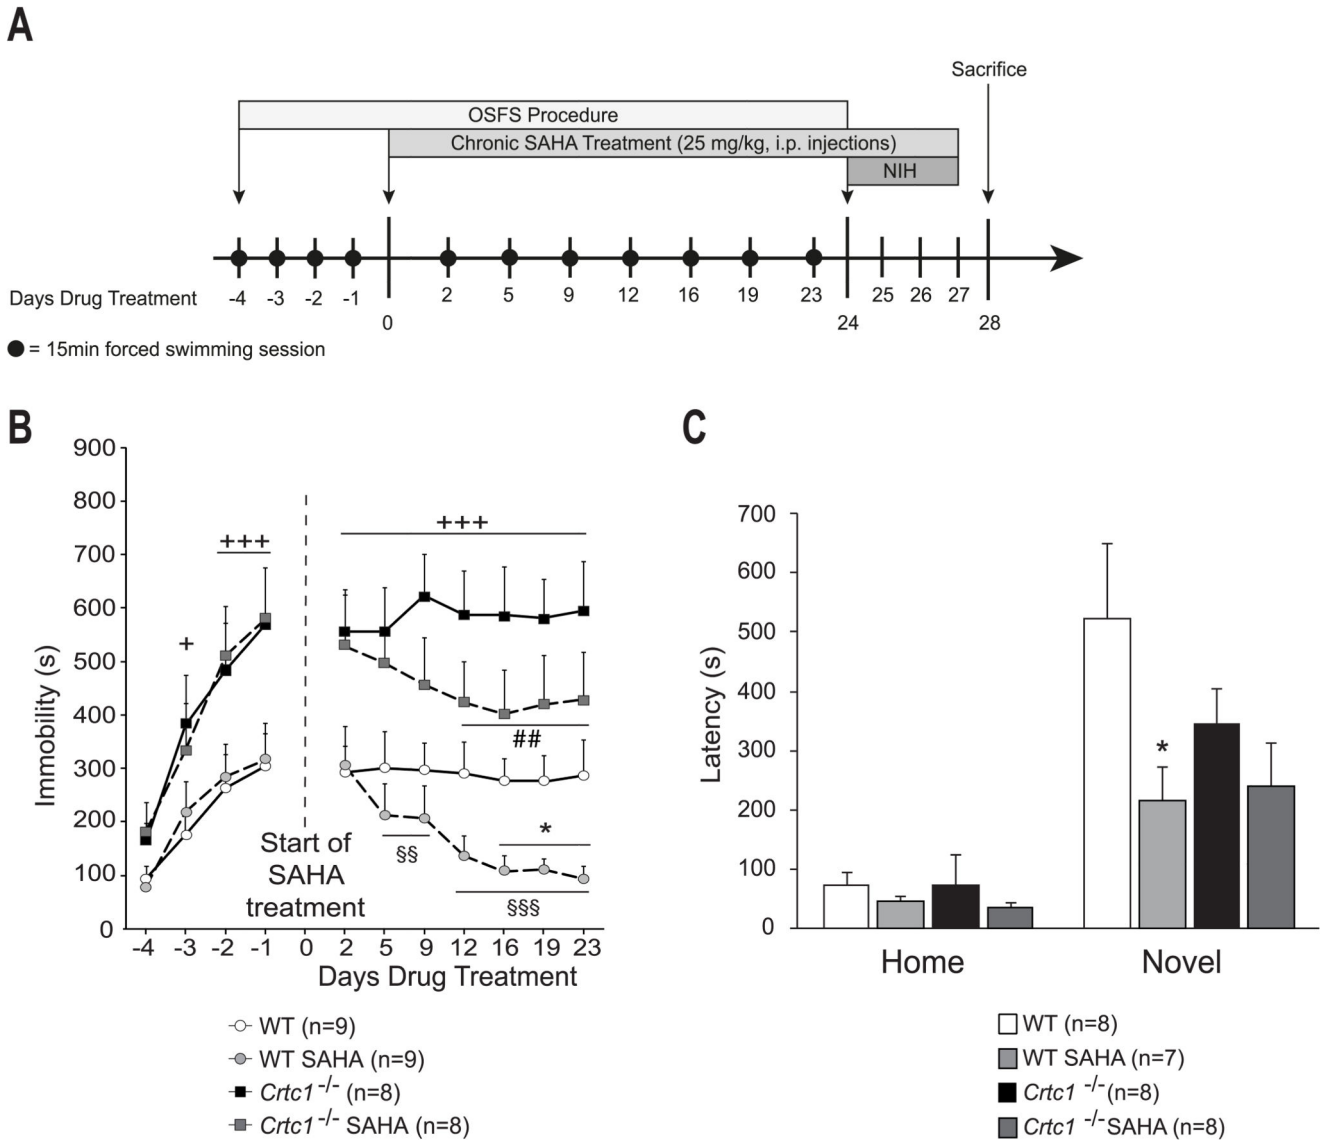 A
Sacrifice
OSFS Procedure
Chronic SAHA Treatment (25 mg/kg, i.p. injections)
NIH
Days Drug Treatment -4 -3 -2 -1 2 5 9 12 16 19 23 25 26 27
0 24 28
= 15min forced swimming session
B
900
800
700
600
500
400
300
200
100
0
Immobility (s)
+
+++
+++
##
*
§§
§§§
Start of
SAHA
treatment
-4 -3 -2 -1 0 2 5 9 12 16 19 23
Days Drug Treatment
WT (n=9)
WT SAHA (n=9)
Crtc1 -/- (n=8)
Crtc1 -/- SAHA (n=8)
C
700
600
500
400
300
200
100
0
Latency (s)
*
Home Novel
WT (n=8)
WT SAHA (n=7)
Crtc1 -/- (n=8)
Crtc1 -/- SAHA (n=8)